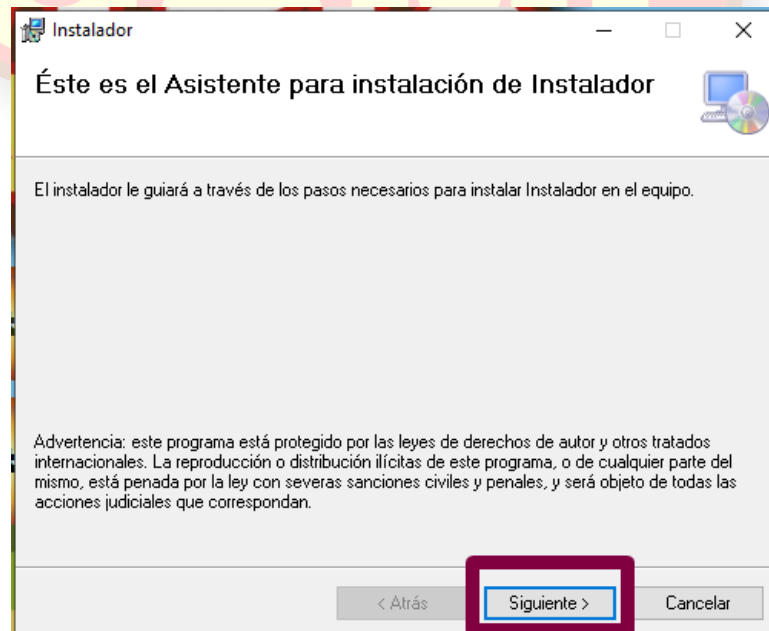 Instalador
Éste es el Asistente para instalación de Instalador
El instalador le guiará a través de los pasos necesarios para instalar Instalador en el equipo.
Advertencia: este programa está protegido por las leyes de derechos de autor y otros tratados
internacionales. La reproducción o distribución ilícitas de este programa, o de cualquier parte del
mismo, está penada por la ley con severas sanciones civiles y penales, y será objeto de todas las
acciones judiciales que correspondan.
< Atrás Siguiente > Cancelar